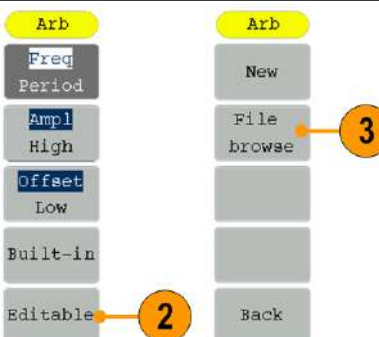 Arb
Freq
Period
Ampl
High
Offset
Low
Built-in
Editable
2
Arb
New
File
browse
3
Back